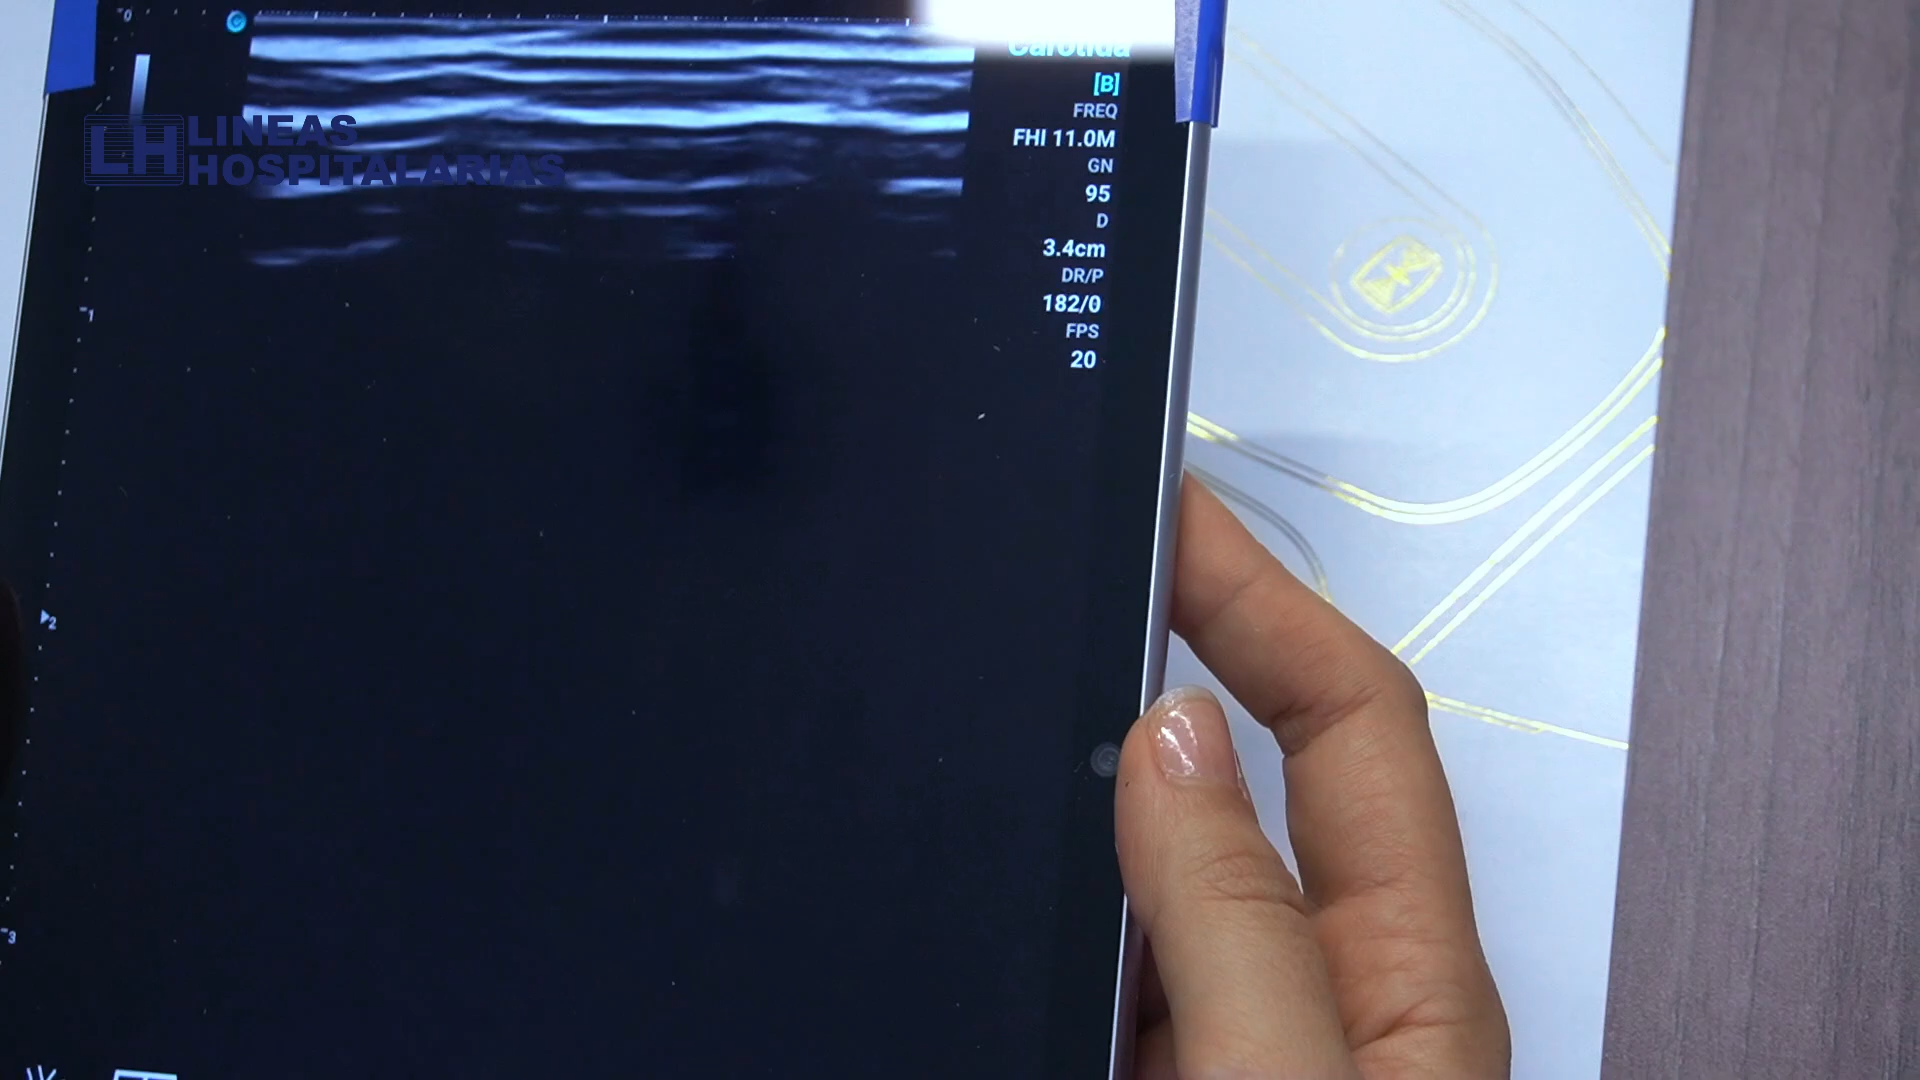 0
Carotida
[B]
FREQ
FHI 11.0M
GN
95
D
3.4cm
DR/P
182/0
FPS
20
LH LINEAS
HOSPITALARIAS
1
2
3